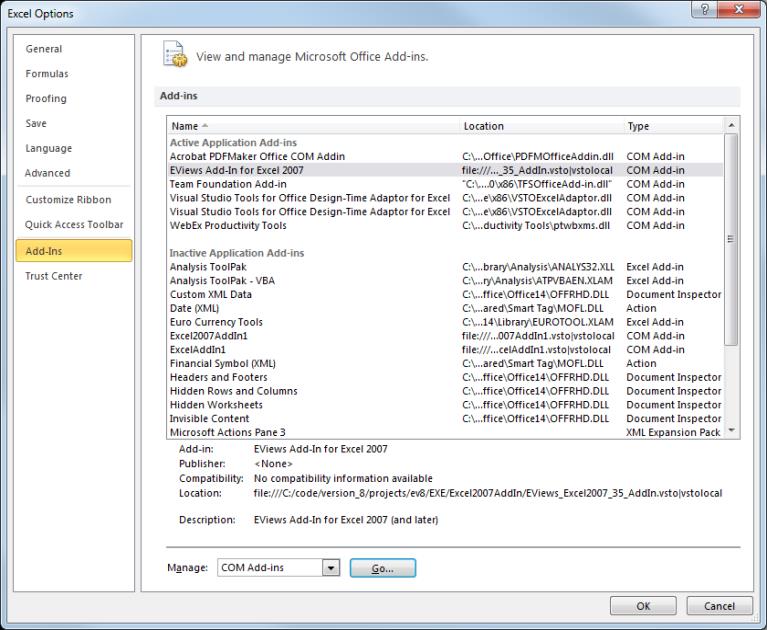 Excel Options
General
Formulas
Proofing
Save
Language
Advanced
Customize Ribbon
Quick Access Toolbar
Add-Ins
Trust Center
View and manage Microsoft Office Add-ins.
Add-ins
Name Location Type
Active Application Add-ins
Acrobat PDFMaker Office COM Addin C:\...Office\PDFMOfficeAddin.dll COM Add-in
EViews Add-In for Excel 2007 file:///..._35_AddIn.vsto|vstolocal COM Add-in
Team Foundation Add-in "C:\...0\x86\TFSOfficeAdd-in.dll" COM Add-in
Visual Studio Tools for Office Design-Time Adaptor for Excel C:\...e\x86\VSTOExcelAdaptor.dll COM Add-in
Visual Studio Tools for Office Design-Time Adaptor for Excel C:\...e\x86\VSTOExcelAdaptor.dll COM Add-in
WebEx Productivity Tools C:\...ductivity Tools\ptwbxms.dll COM Add-in
Inactive Application Add-ins
Analysis ToolPak C:\...brary\Analysis\ANALYS32.XLL Excel Add-in
Analysis ToolPak - VBA C:\...ry\Analysis\ATPVBAEN.XLAM Excel Add-in
Custom XML Data C:\...ffice\Office14\OFFRHD.DLL Document Inspector
Date (XML) C:\...ared\Smart Tag\MOFL.DLL Action
Euro Currency Tools C:\...14\Library\EUROTOOL.XLAM Excel Add-in
Excel2007AddIn1 file:///...007AddIn1.vsto|vstolocal COM Add-in
ExcelAddIn1 file:///...celAddIn1.vsto|vstolocal COM Add-in
Financial Symbol (XML) C:\...ared\Smart Tag\MOFL.DLL Action
Headers and Footers C:\...ffice\Office14\OFFRHD.DLL Document Inspector
Hidden Rows and Columns C:\...ffice\Office14\OFFRHD.DLL Document Inspector
Hidden Worksheets C:\...ffice\Office14\OFFRHD.DLL Document Inspector
Invisible Content C:\...ffice\Office14\OFFRHD.DLL Document Inspector
Microsoft Actions Pane 3 XML Expansion Pack
Add-in: EViews Add-In for Excel 2007
Publisher: <None>
Compatibility: No compatibility information available
Location: file:///C:/code/version_8/projects/ev8/EXE/Excel2007AddIn/EViews_Excel2007_35_AddIn.vsto|vstolocal
Description: EViews Add-In for Excel 2007 (and later)
Manage: COM Add-ins Go...
OK Cancel